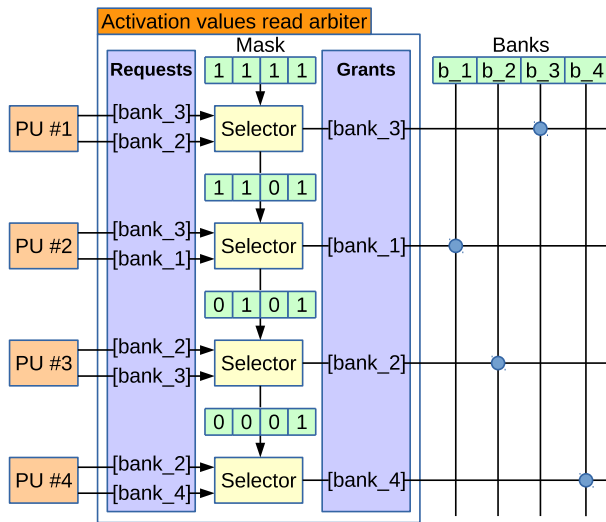 Activation values read arbiter
Mask Banks
Requests 1 1 1 1 Grants b_1 b_2 b_3 b_4
[bank_3]
PU #1 Selector [bank_3]
[bank_2]
1 1 0 1
[bank_3]
PU #2 Selector [bank_1]
[bank_1]
0 1 0 1
[bank_2]
PU #3 Selector [bank_2]
[bank_3]
0 0 0 1
[bank_2]
PU #4 Selector [bank_4]
[bank_4]